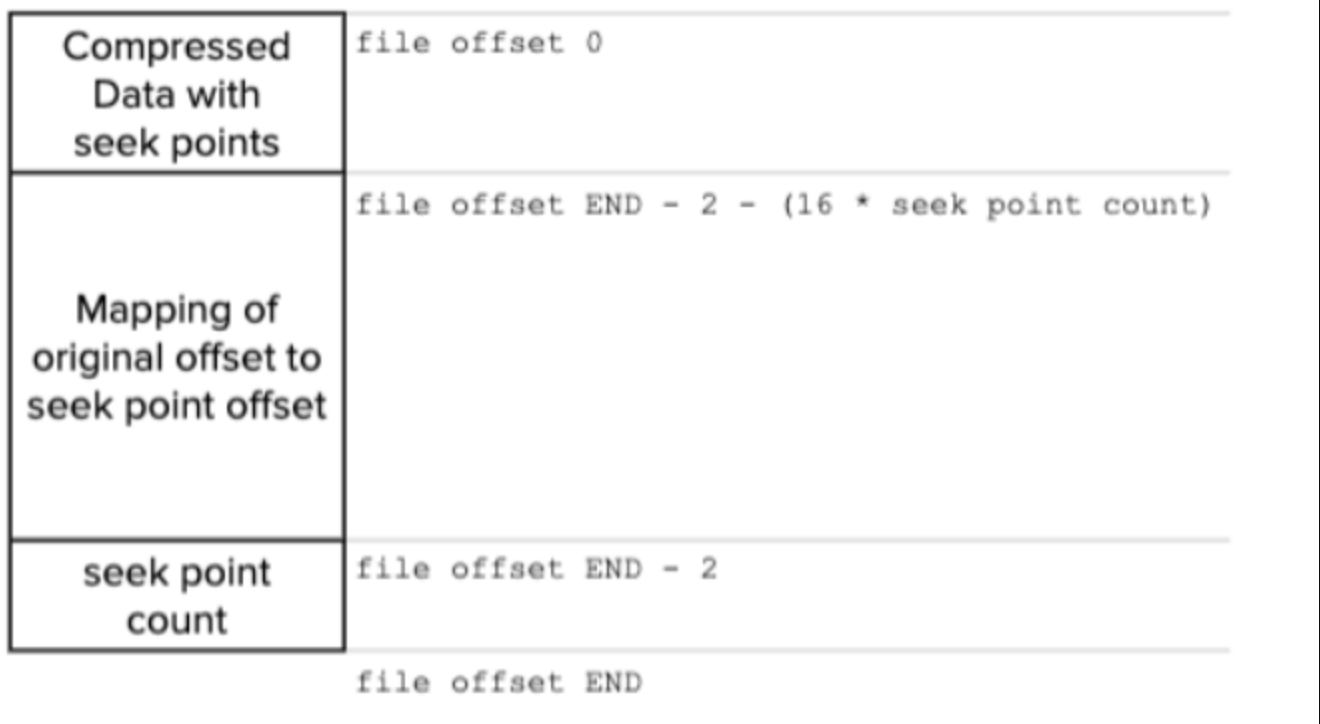 Compressed
Data with
seek points
file offset 0
file offset END - 2 - (16 * seek point count)
Mapping of
original offset to
seek point offset
seek point
count
file offset END - 2
file offset END